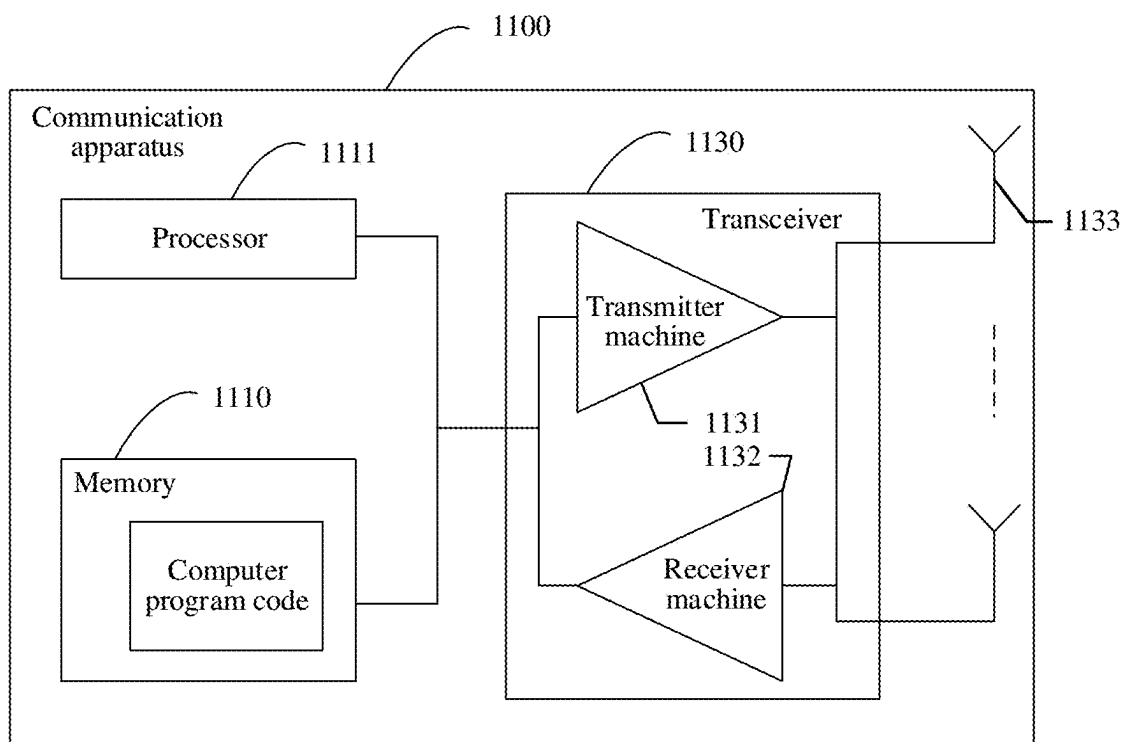 1100
Communication
apparatus
1111
Processor
1130
Transceiver
1133
Transmitter
machine
1131
1110
Memory
Computer
program code
1132
Receiver
machine